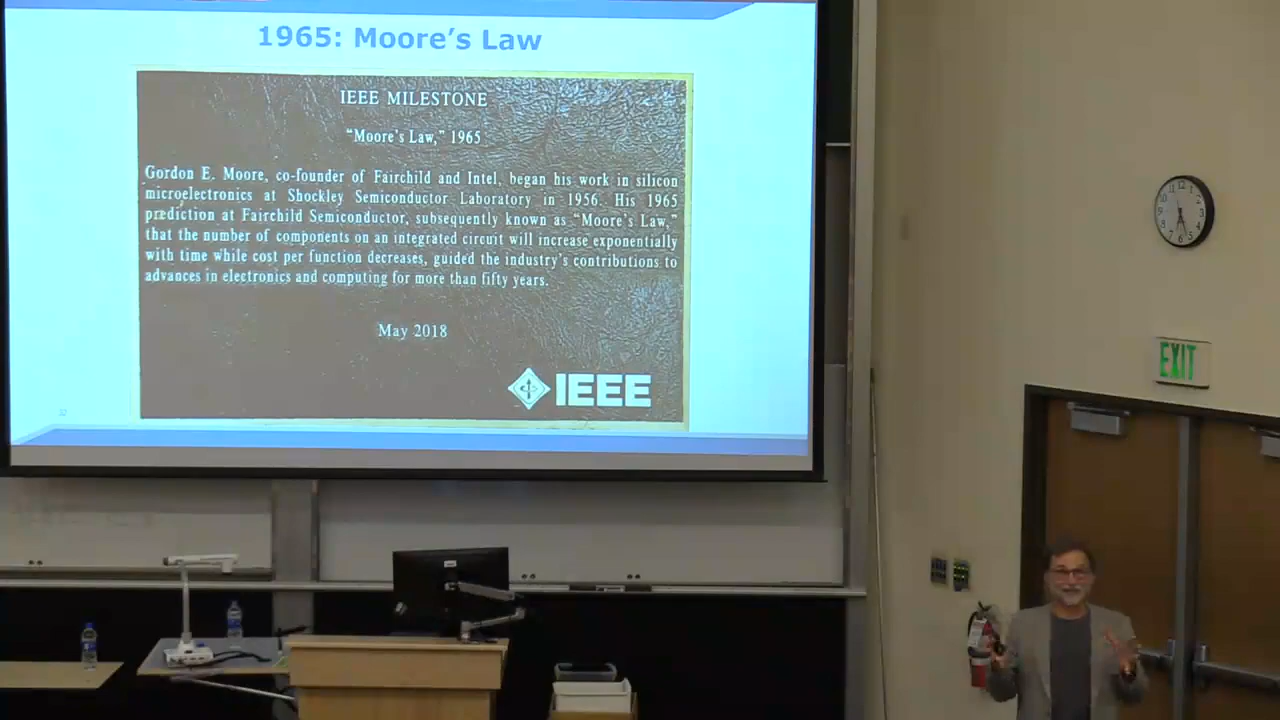 1965: Moore's Law
IEEE MILESTONE
"Moore's Law," 1965
Gordon E. Moore, co-founder of Fairchild and Intel, began his work in silicon
microelectronics at Shockley Semiconductor Laboratory in 1956. His 1965
prediction at Fairchild Semiconductor, subsequently known as "Moore's Law,"
that the number of components on an integrated circuit will increase exponentially
with time while cost per function decreases, guided the industry's contributions to
advances in electronics and computing for more than fifty years.
May 2018
IEEE
EXIT